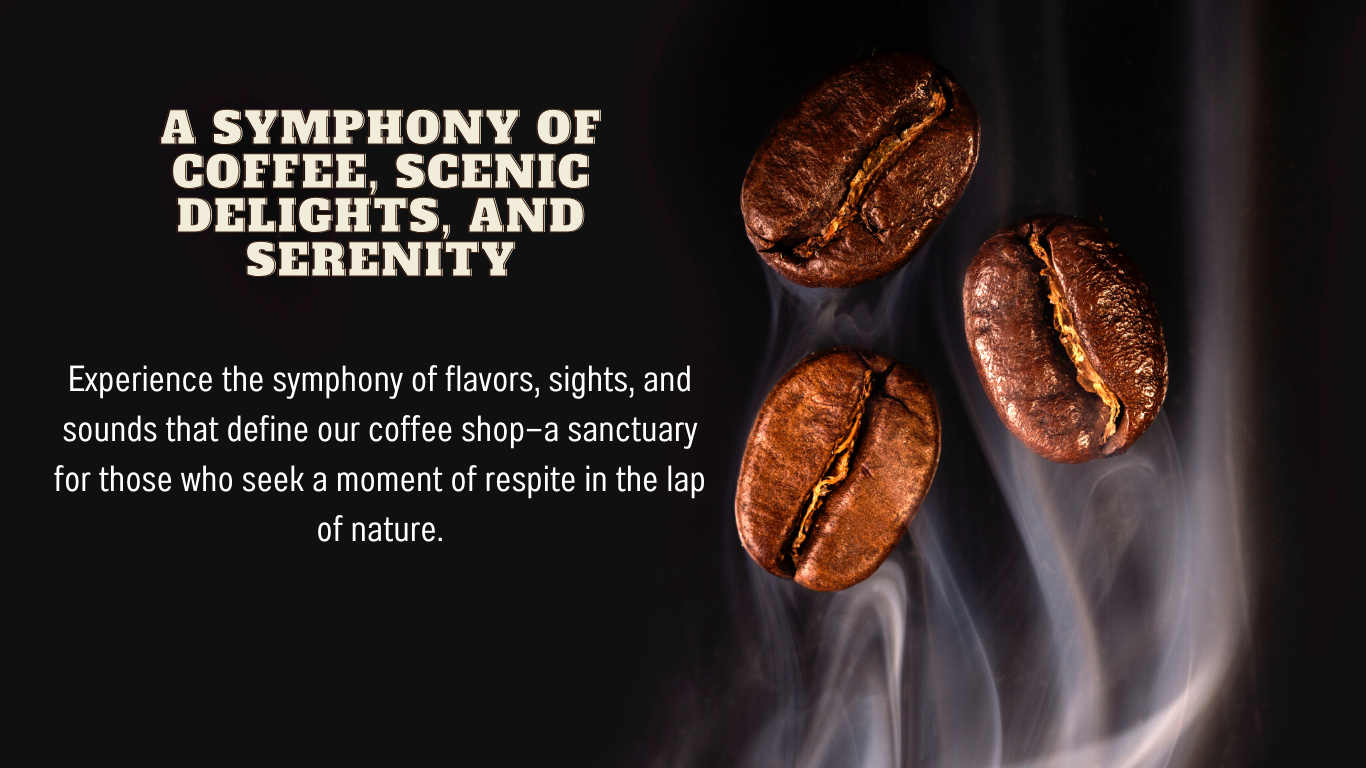 A SYMPHONY OF
COFFEE, SCENIC
DELIGHTS, AND
SERENITY
Experience the symphony of flavors, sights, and
sounds that define our coffee shop—a sanctuary
for those who seek a moment of respite in the lap
of nature.